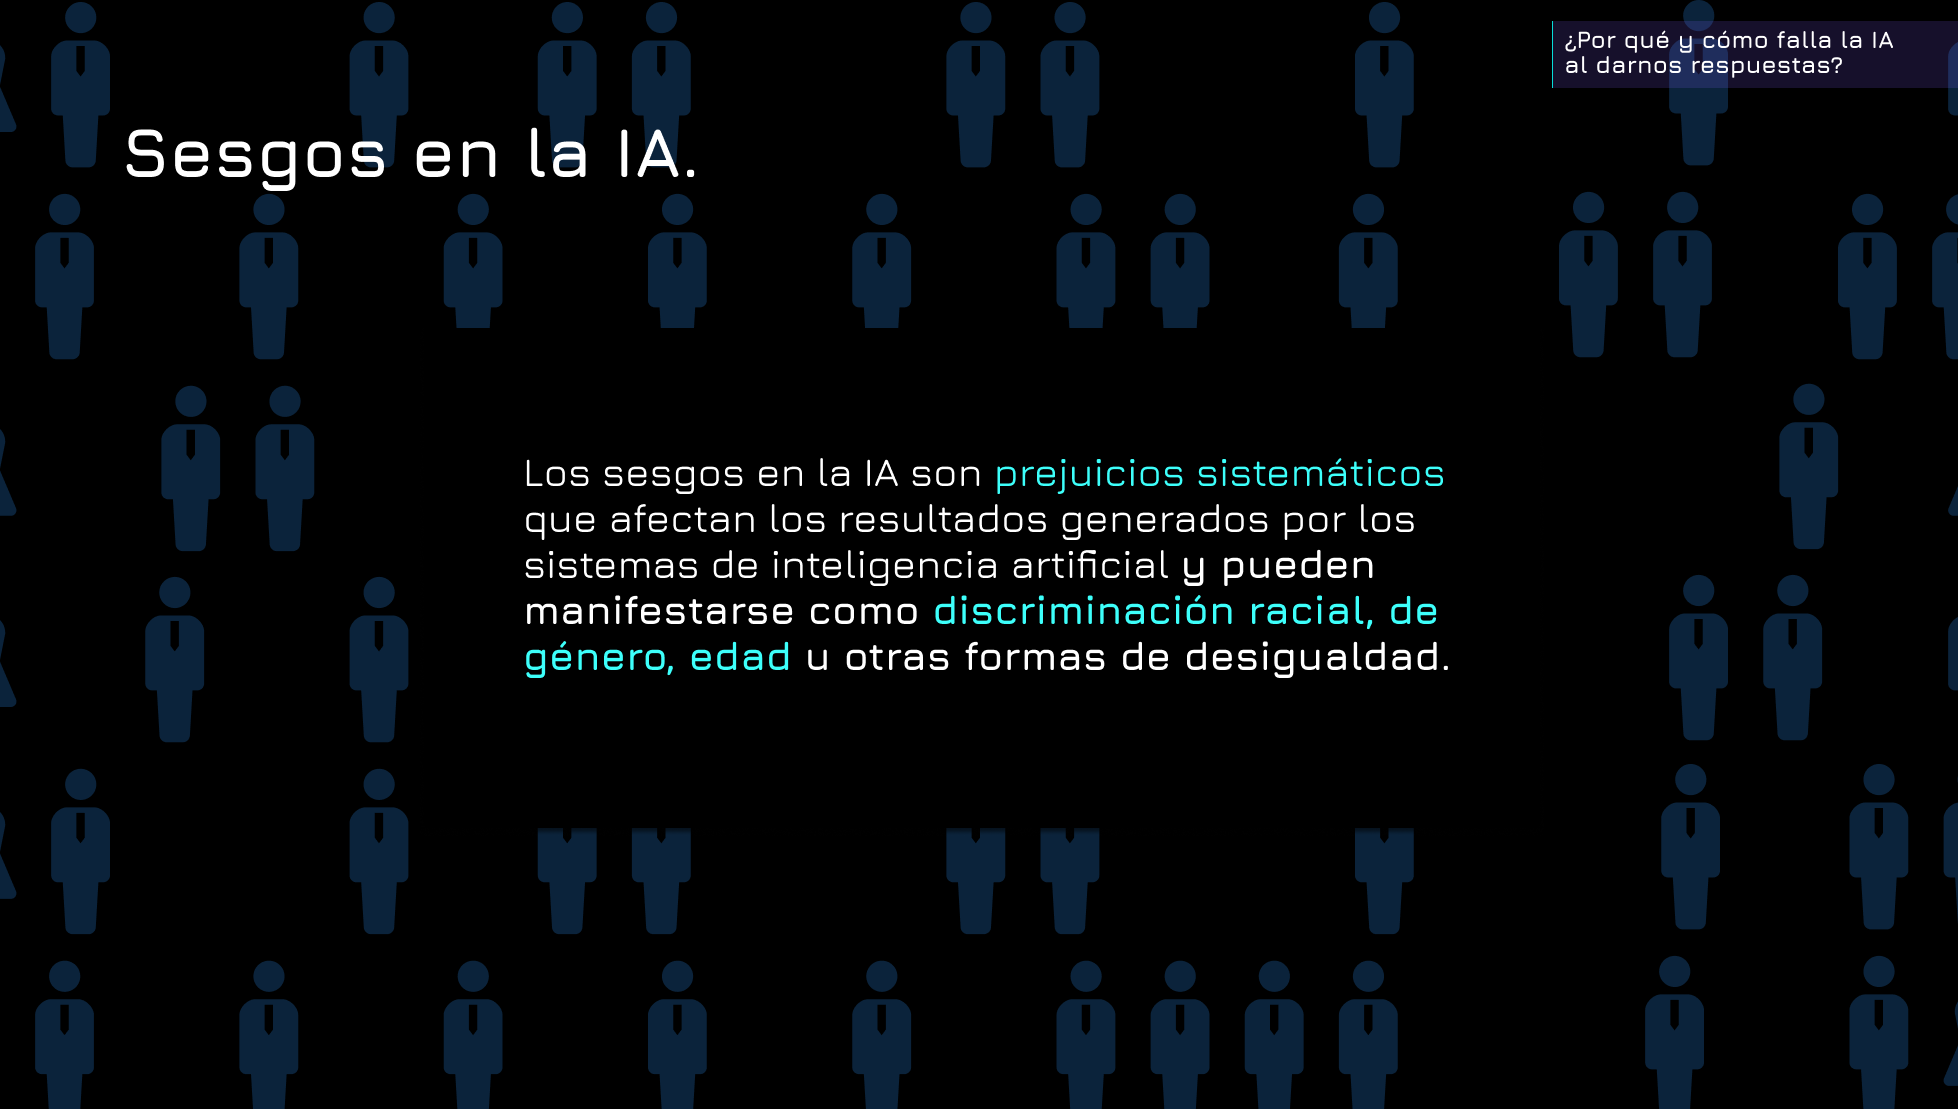 ¿Por qué y cómo falla la IA
al darnos respuestas?
Sesgos en la IA.
Los sesgos en la IA son prejuicios sistemáticos
que afectan los resultados generados por los
sistemas de inteligencia artificial y pueden
manifestarse como discriminación racial, de
género, edad u otras formas de desigualdad.